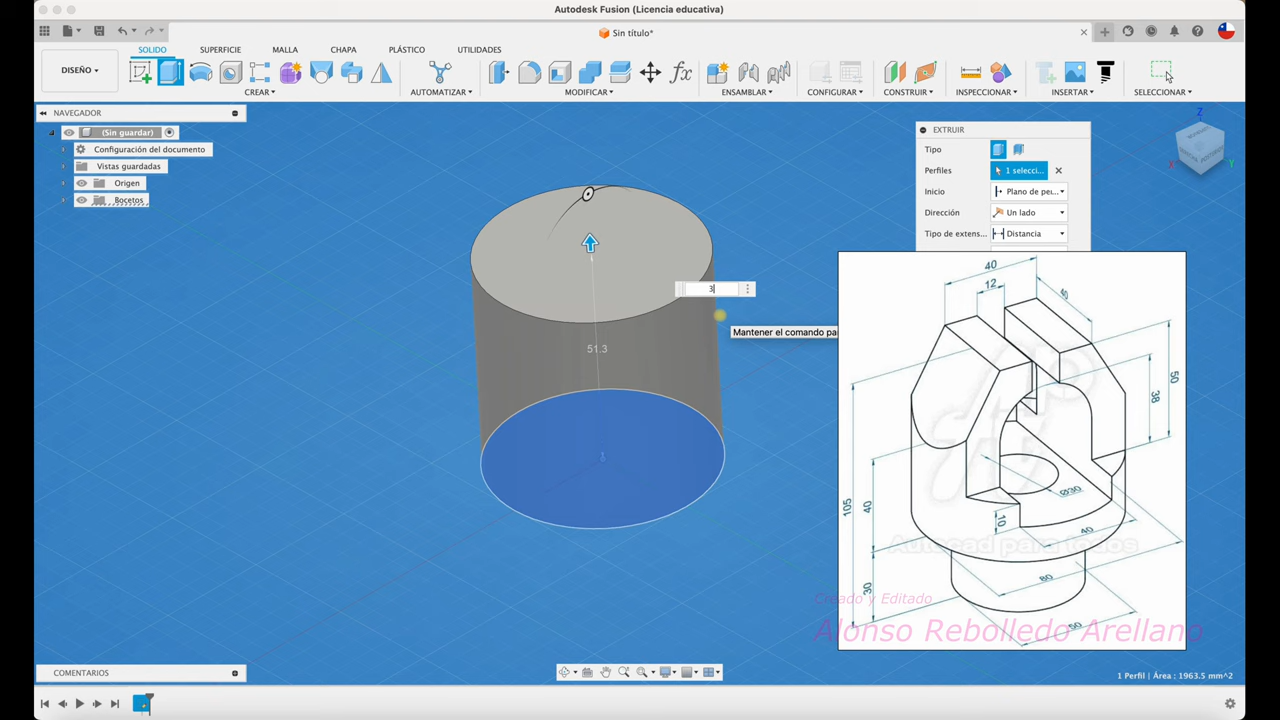 Autodesk Fusion (Licencia educativa)
Sin título*
SOLIDO SUPERFICIE MALLA CHAPA PLÁSTICO UTILIDADES
DISEÑO
CREAR AUTOMATIZAR MODIFICAR ENSAMBLAR CONFIGURAR CONSTRUIR INSPECCIONAR INSERTAR SELECCIONAR
NAVEGADOR
(Sin guardar)
Configuración del documento
Vistas guardadas
Origen
Bocetos
EXTRUIR
Tipo
Perfiles 1 selecci...
Inicio Plano de pe...
Dirección Un lado
Tipo de extens... Distancia
Z
X
Y
3
Mantener el comando pa
51.3
40
12
40
50
38
105
40
Ø30
10
40
80
30
50
Autocad para todos
Creado y Editado
Alonso Rebolledo Arellano
COMENTARIOS
1 Perfil | Área : 1963.5 mm^2